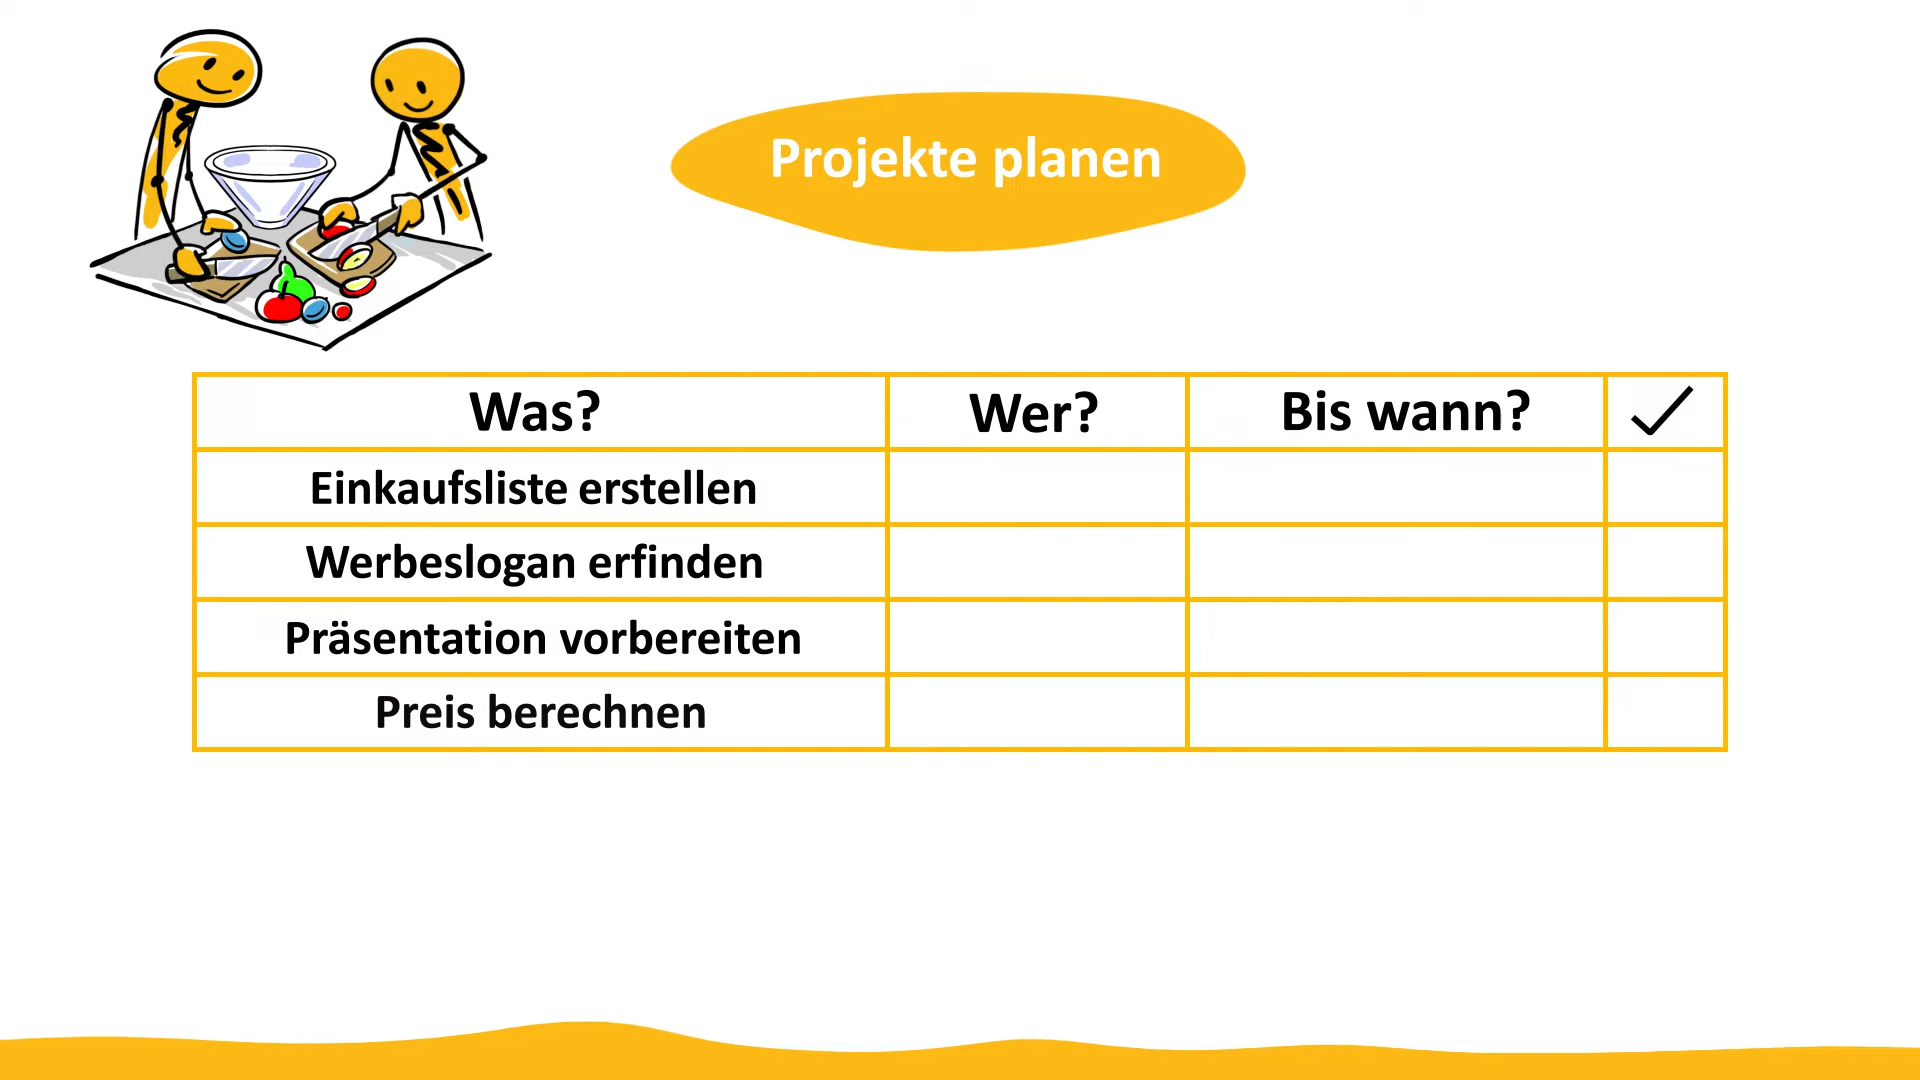 Projekte planen
Was? Wer? Bis wann? ✓
Einkaufsliste erstellen
Werbeslogan erfinden
Präsentation vorbereiten
Preis berechnen